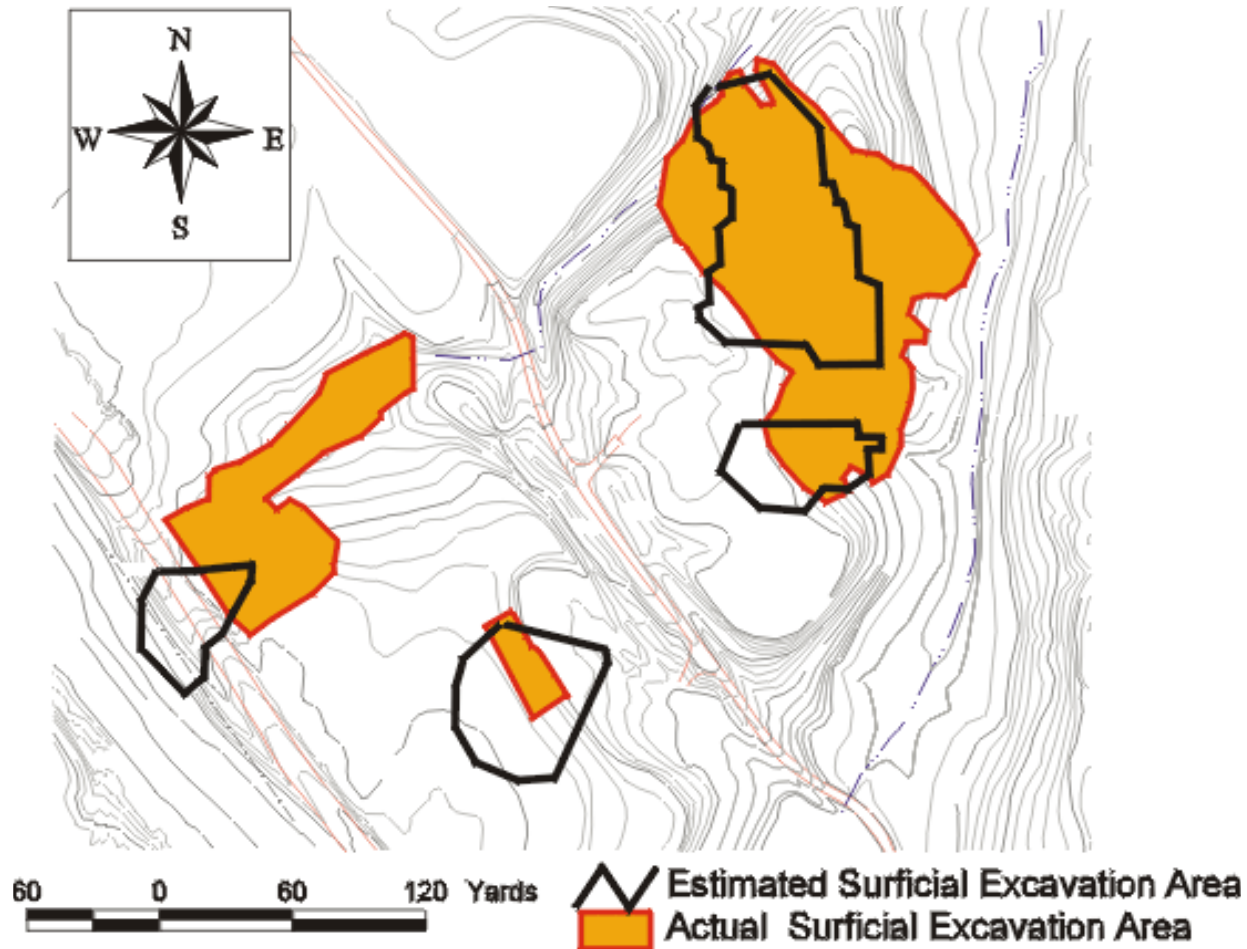 N
W E
S
60 0 60 120 Yards
Estimated Surficial Excavation Area
Actual Surficial Excavation Area